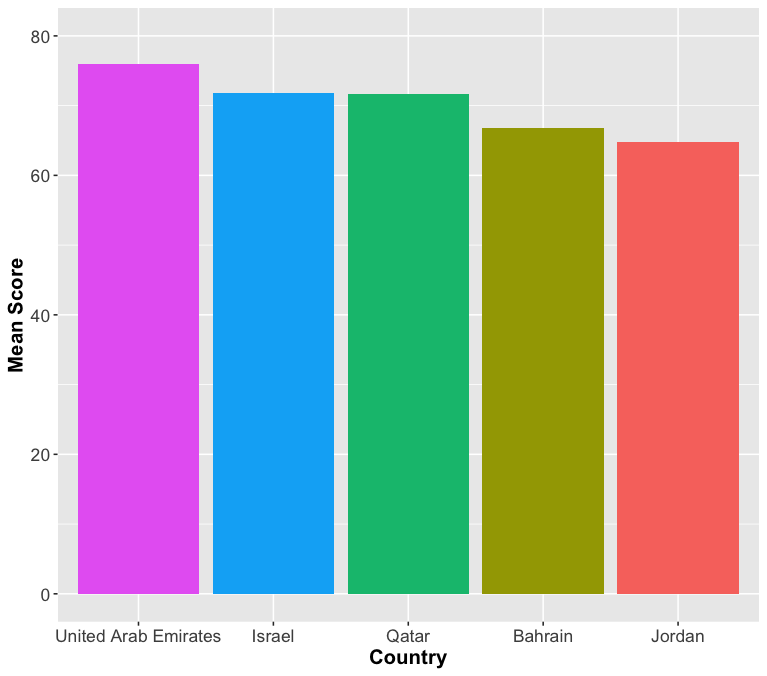 80
60
40
20
0
Mean Score
United Arab Emirates
Israel
Qatar
Bahrain
Jordan
Country